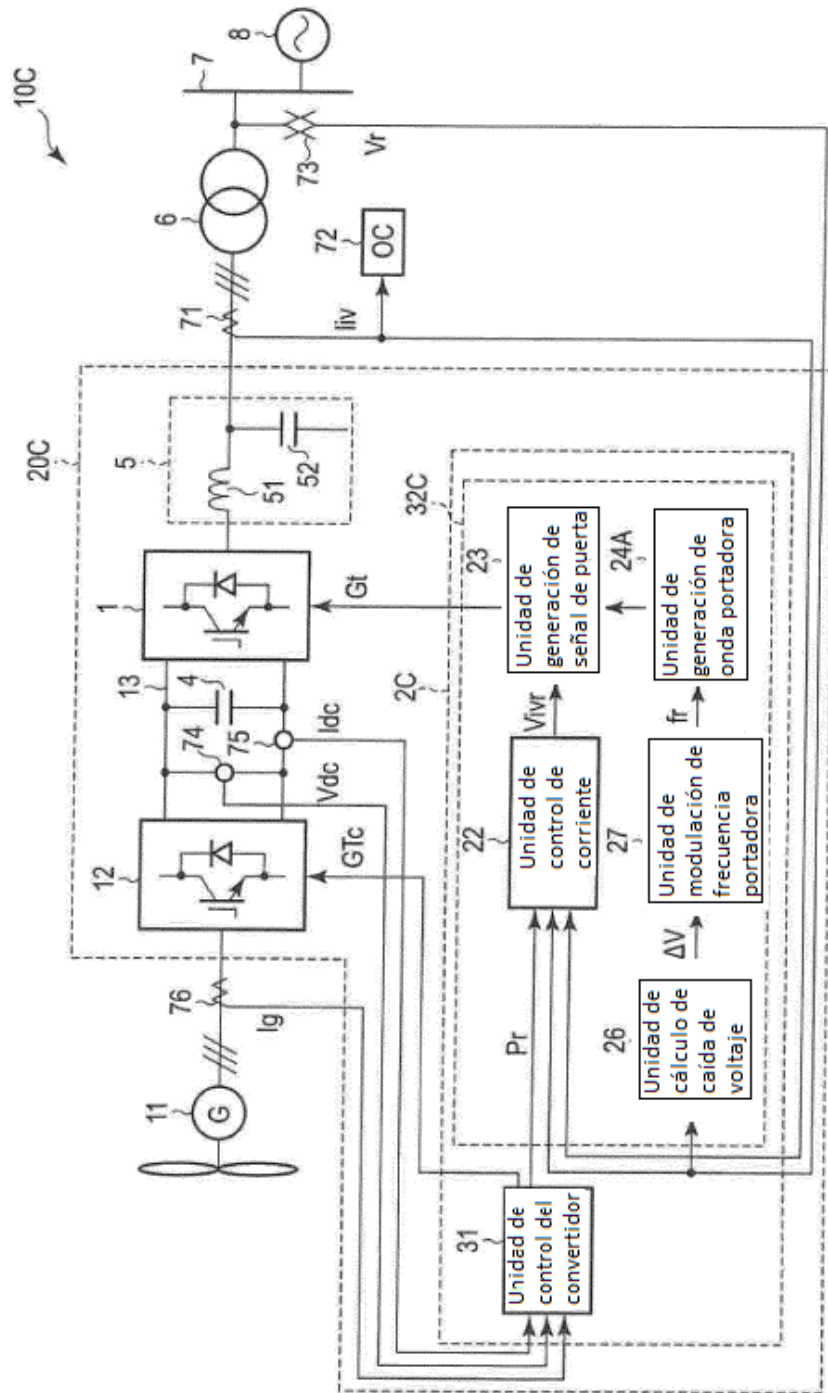 10C
8
7
73
Vr
6
72
OC
71
Iiv
20C
5
51
52
1
13
4
74
75
Vdc
Idc
Gt
12
GTc
76
Ig
11
G
2C
32C
23
Unidad de
generación de
señal de puerta
24A
Unidad de
generación de
onda portadora
Vivr
fr
22
Unidad de
control de
corriente
27
Unidad de
modulación de
frecuencia
portadora
ΔV
Pr
26
Unidad de
cálculo de
caída de
voltaje
31
Unidad de
control del
convertidor